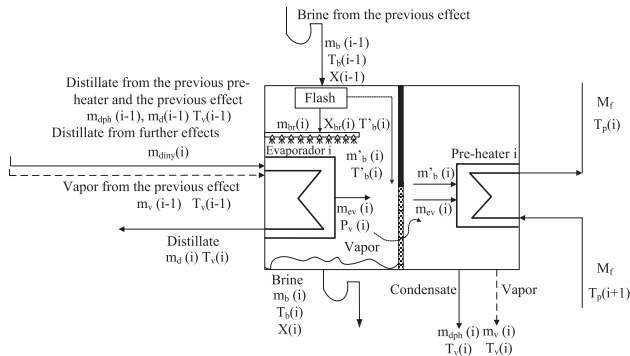 Brine from the previous effect
m_b (i-1)
T_b(i-1)
X(i-1)
Distillate from the previous pre-
heater and the previous effect
m_dph (i-1), m_d(i-1) T_v(i-1)
Distillate from further effects
m_diny(i)
Vapor from the previous effect
m_v (i-1) T_v(i-1)
Distillate
m_d (i) T_v(i)
Flash
m_br(i) X_br(i) T'_b(i)
Evaporador i
m'_b (i)
T'_b(i)
m_ev (i)
P_v (i)
Vapor
Pre-heater i
m'_b (i)
m_ev(i)
M_f
T_p(i)
M_f
T_p(i+1)
Brine
m_b (i)
T_b(i)
X(i)
Condensate
Vapor
m_dph (i) m_v (i)
T_v(i) T_v(i)